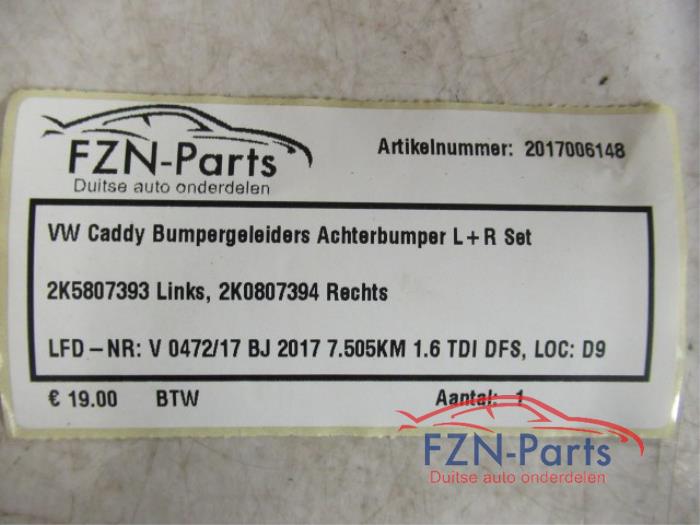 FZN-Parts
Duitse auto onderdelen
Artikelnummer: 2017006148
VW Caddy Bumpergeleiders Achterbumper L+R Set
2K5807393 Links, 2K0807394 Rechts
LFD-NR: V 0472/17 BJ 2017 7.505KM 1.6 TDI DFS, LOC: D9
€ 19.00 BTW Aantal: 1
FZN-Parts
Duitse auto onderdelen